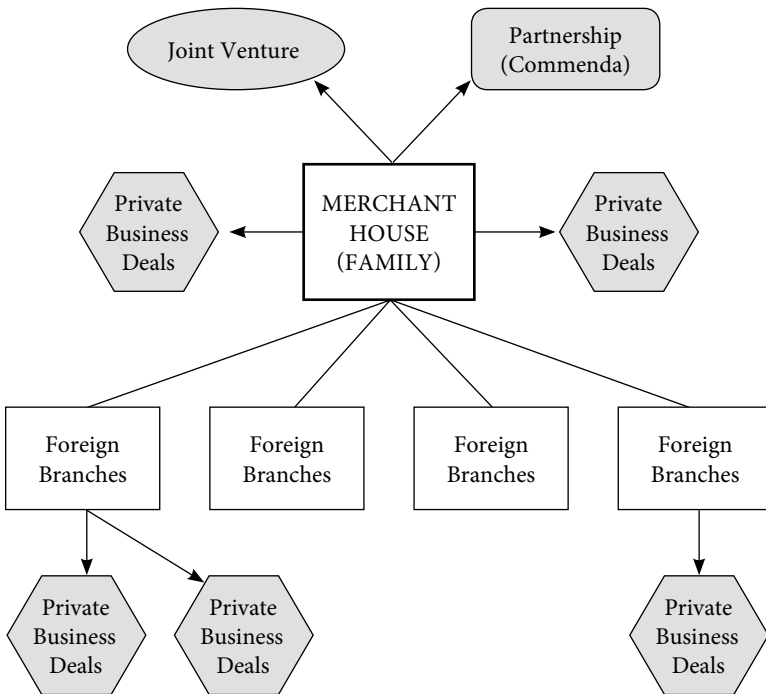 Joint Venture
Partnership
(Commenda)
Private
Business
Deals
MERCHANT
HOUSE
(FAMILY)
Private
Business
Deals
Foreign
Branches
Foreign
Branches
Foreign
Branches
Foreign
Branches
Private
Business
Deals
Private
Business
Deals
Private
Business
Deals